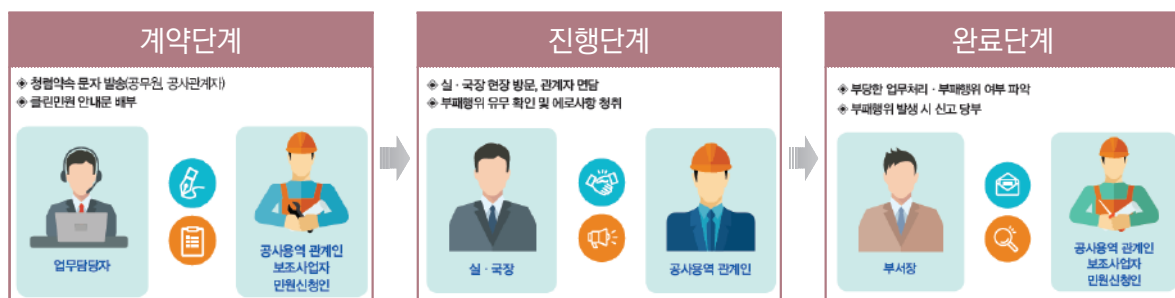 계약단계
◈ 청렴약속 문자 발송(공무원, 공사관계자)
◈ 클린민원 안내문 배부
업무담당자
공사용역 관계인
보조사업자
민원신청인
진행단계
◈ 실·국장 현장 방문, 관계자 면담
◈ 부패행위 유무 확인 및 애로사항 청취
실·국장
공사용역 관계인
완료단계
◈ 부당한 업무처리·부패행위 여부 파악
◈ 부패행위 발생 시 신고 당부
부서장
공사용역 관계인
보조사업자
민원신청인